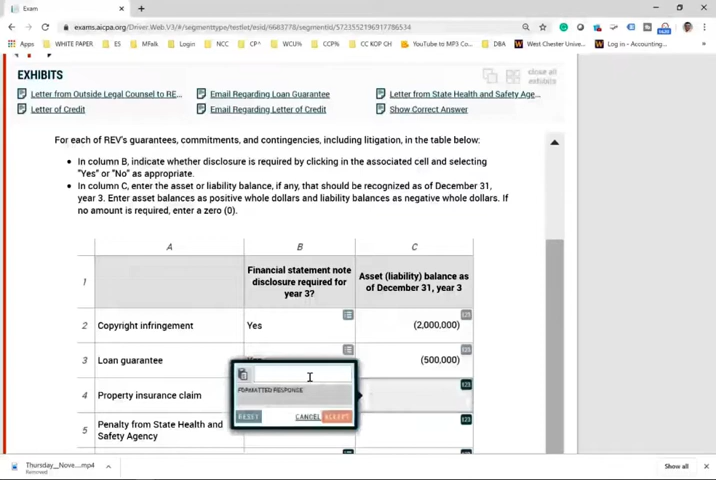 Exam
exams.aicpa.org/Driver.Web.V3/#/segmenttype/testlet/esid/6683778/segmentid/5723552196917786534
Apps WHITE PAPER ES MFalk Login NCC CP^ WCU% CCP% CC KOP CH YouTube to MP3 Co... DBA West Chester Unive... Log in - Accounting...
EXHIBITS
close all
exhibits
Letter from Outside Legal Counsel to RE... Email Regarding Loan Guarantee Letter from State Health and Safety Age...
Letter of Credit Email Regarding Letter of Credit Show Correct Answer
For each of REV's guarantees, commitments, and contingencies, including litigation, in the table below:
• In column B, indicate whether disclosure is required by clicking in the associated cell and selecting
"Yes" or "No" as appropriate.
• In column C, enter the asset or liability balance, if any, that should be recognized as of December 31,
year 3. Enter asset balances as positive whole dollars and liability balances as negative whole dollars. If
no amount is required, enter a zero (0).
A B C
1 Financial statement note
disclosure required for
year 3?
Asset (liability) balance as
of December 31, year 3
2 Copyright infringement Yes (2,000,000)
3 Loan guarantee (500,000)
FORMATTED RESPONSE
4 Property insurance claim
RESET CANCEL ACCEPT
5 Penalty from State Health and
Safety Agency
Thursday__Nove....mp4
Removed
Show all